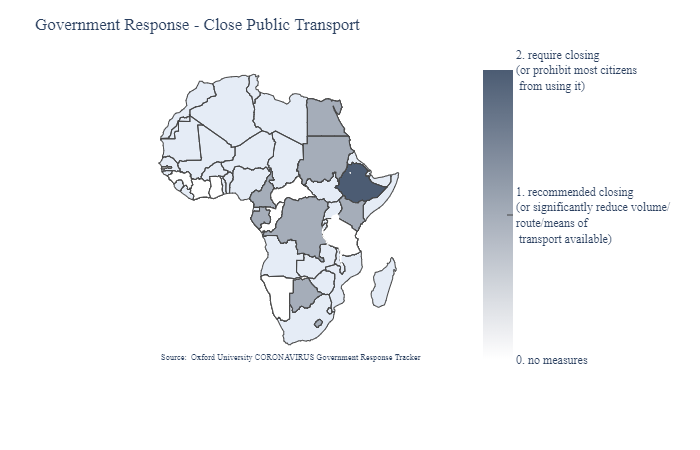 Government Response - Close Public Transport
2. require closing
(or prohibit most citizens
from using it)
1. recommended closing
(or significantly reduce volume/
route/means of
transport available)
0. no measures
Source: Oxford University CORONAVIRUS Government Response Tracker